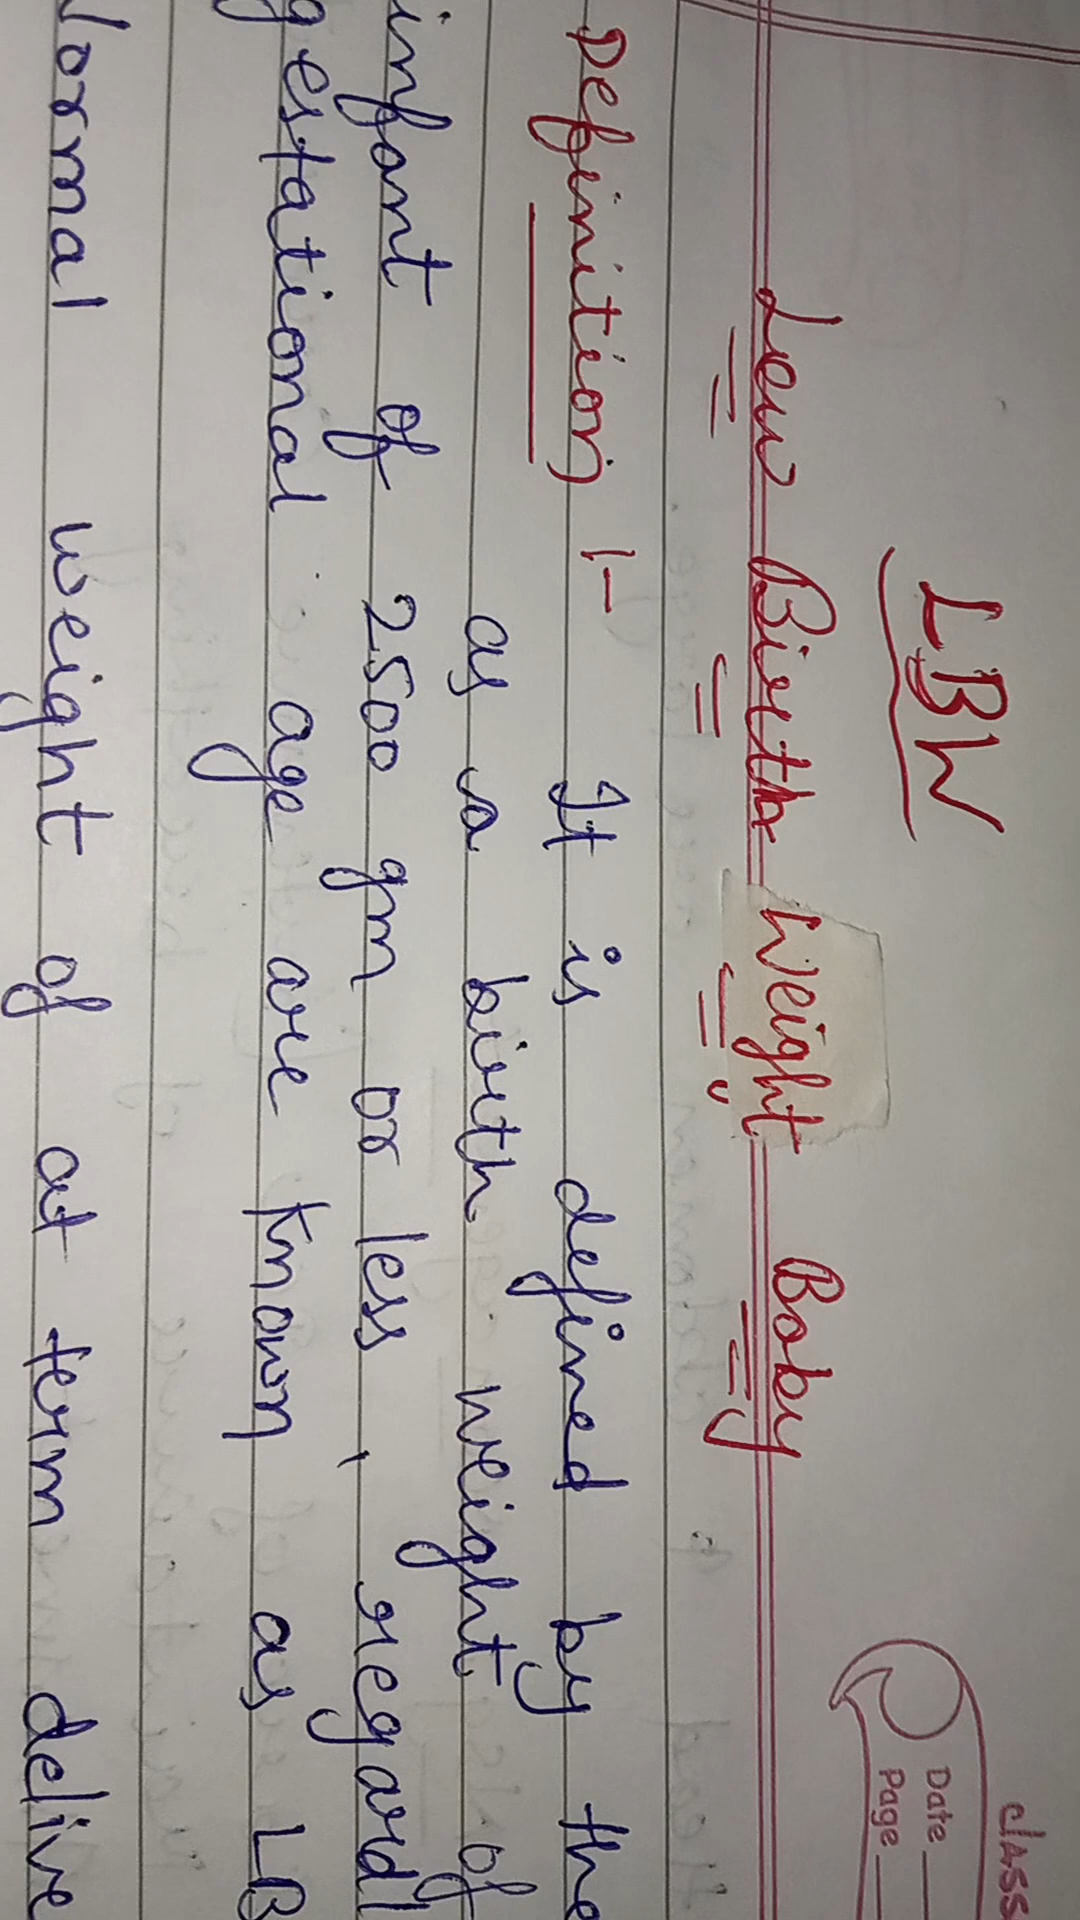 LBW
CLASS
Date
Page
Low Birth Weight Baby
Definition :-
It is defined by the
as a birth weight of
infant of 2500 gm or less, regardl
gestational age are known as LB
Normal weight of at term delive